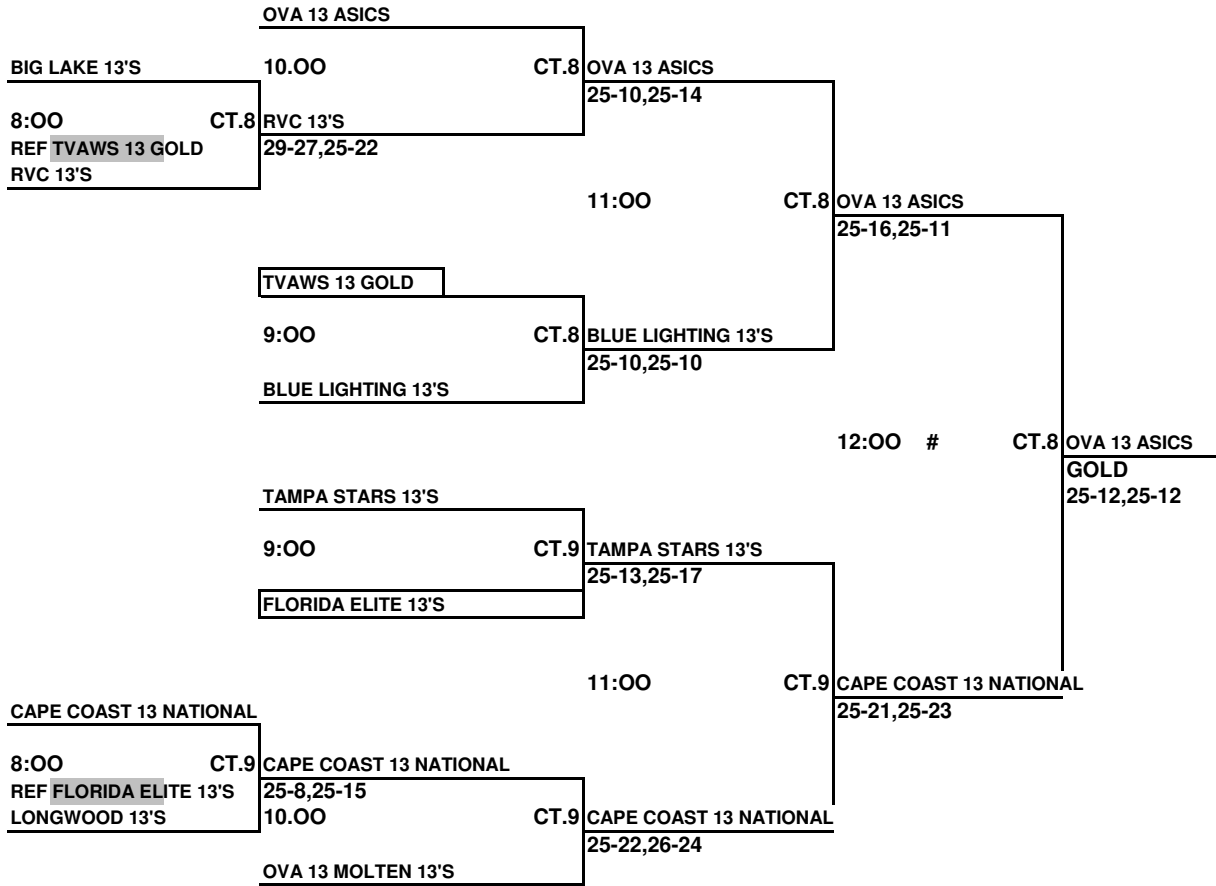 OVA 13 ASICS
BIG LAKE 13'S 10.OO CT.8 OVA 13 ASICS
25-10,25-14
8:OO CT.8 RVC 13'S
REF TVAWS 13 GOLD 29-27,25-22
RVC 13'S
11:OO CT.8 OVA 13 ASICS
25-16,25-11
TVAWS 13 GOLD
9:OO CT.8 BLUE LIGHTING 13'S
25-10,25-10
BLUE LIGHTING 13'S
12:OO # CT.8 OVA 13 ASICS
GOLD
TAMPA STARS 13'S 25-12,25-12
9:OO CT.9 TAMPA STARS 13'S
25-13,25-17
FLORIDA ELITE 13'S
11:OO CT.9 CAPE COAST 13 NATIONAL
CAPE COAST 13 NATIONAL 25-21,25-23
8:OO CT.9 CAPE COAST 13 NATIONAL
REF FLORIDA ELITE 13'S 25-8,25-15
LONGWOOD 13'S 10.OO CT.9 CAPE COAST 13 NATIONAL
25-22,26-24
OVA 13 MOLTEN 13'S